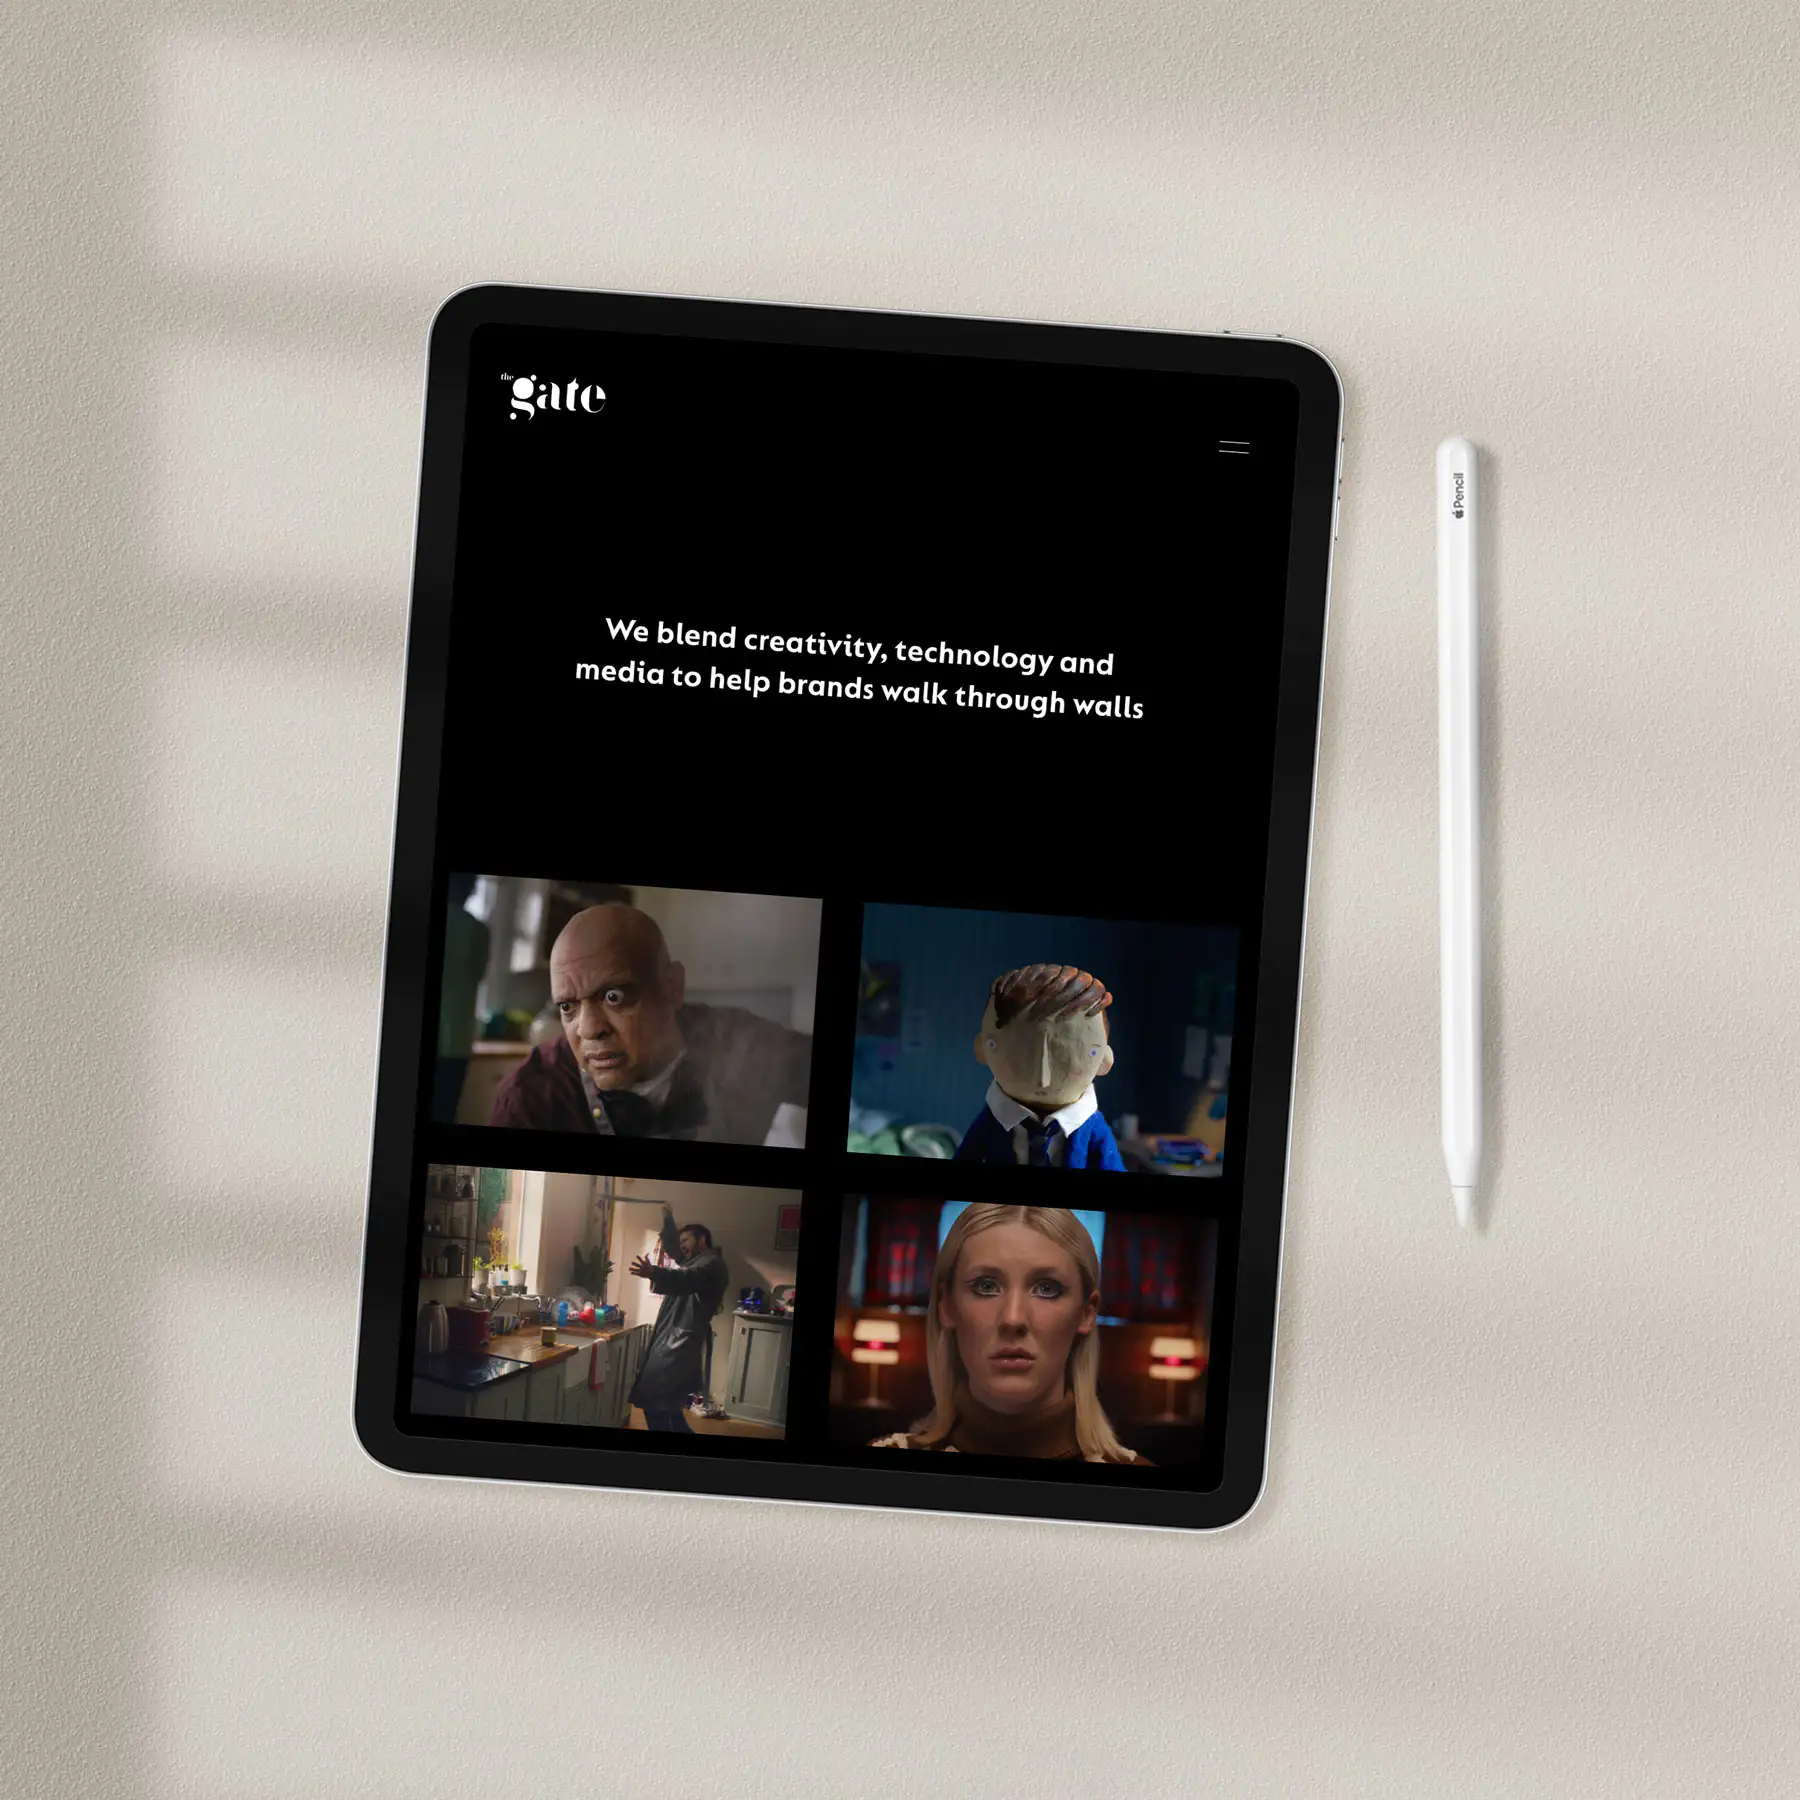 the
gate
We blend creativity, technology and
media to help brands walk through walls
Pencil